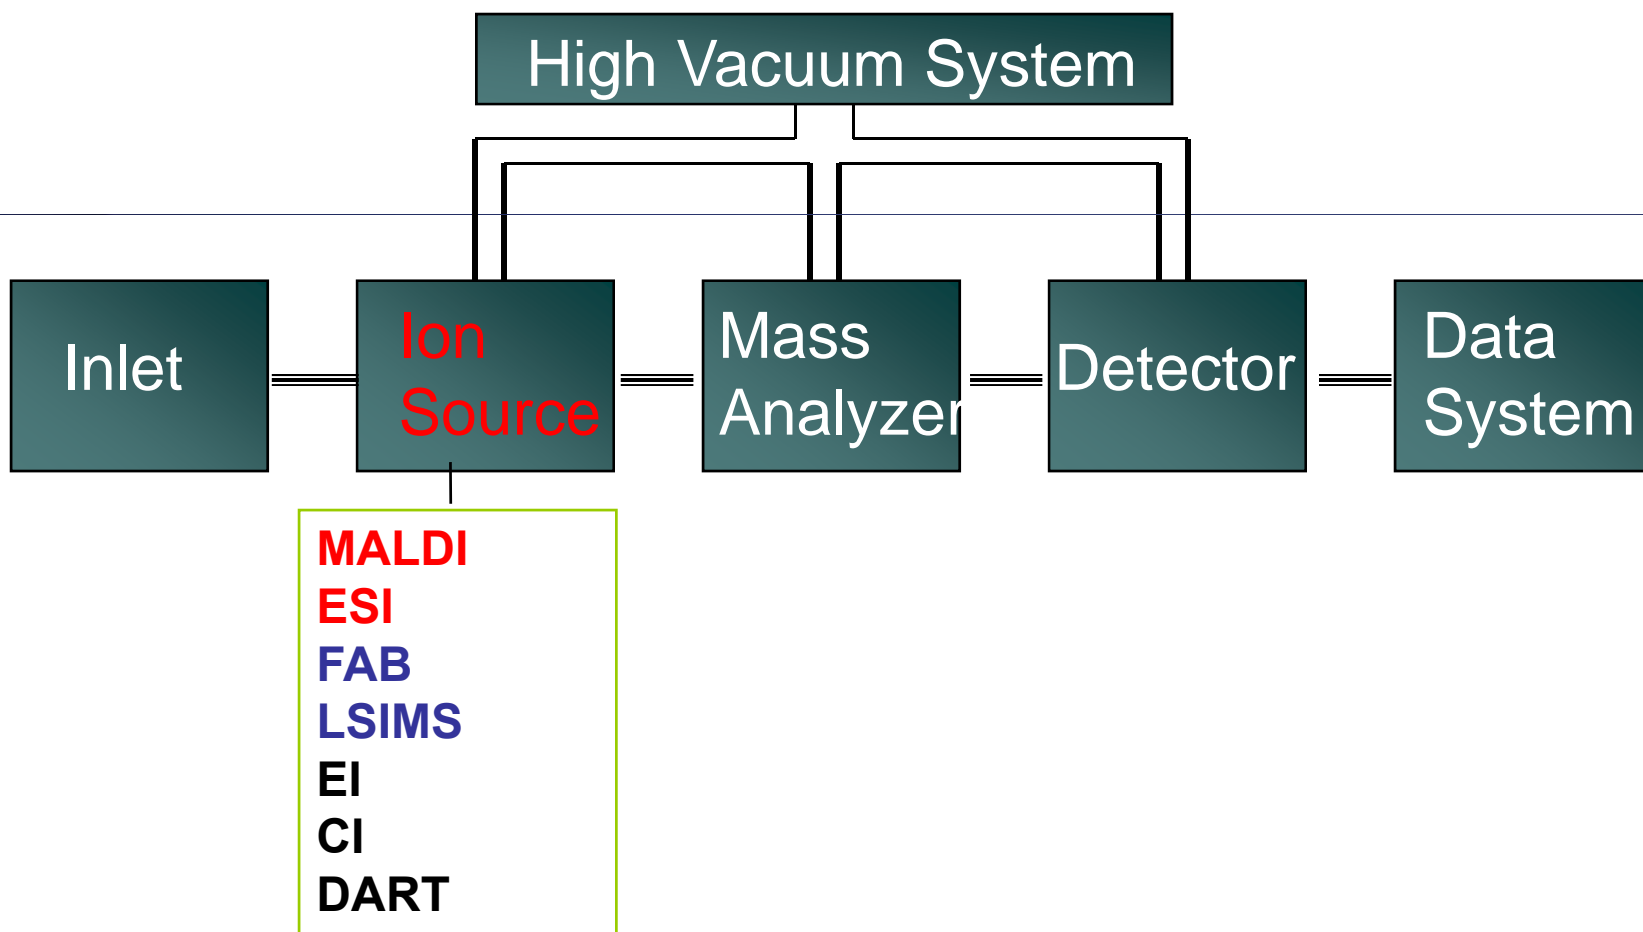 High Vacuum System
Inlet
Ion
Source
Mass
Analyzer
Detector
Data
System
MALDI
ESI
FAB
LSIMS
EI
CI
DART